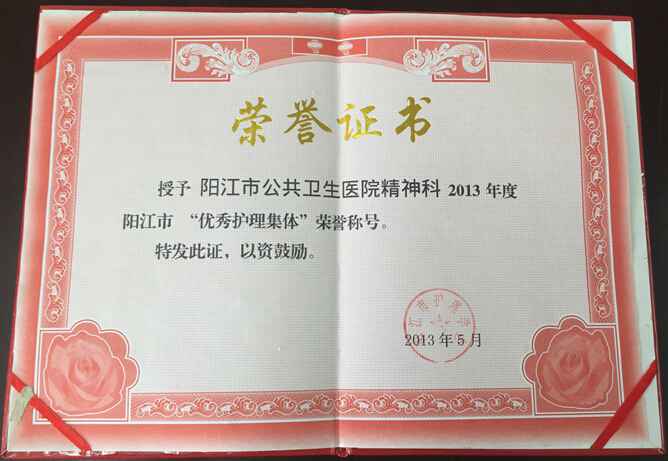 荣誉证书
授予 阳江市公共卫生医院精神科 2013 年度
阳江市 “优秀护理集体” 荣誉称号。
特发此证，以资鼓励。
2013 年 5 月